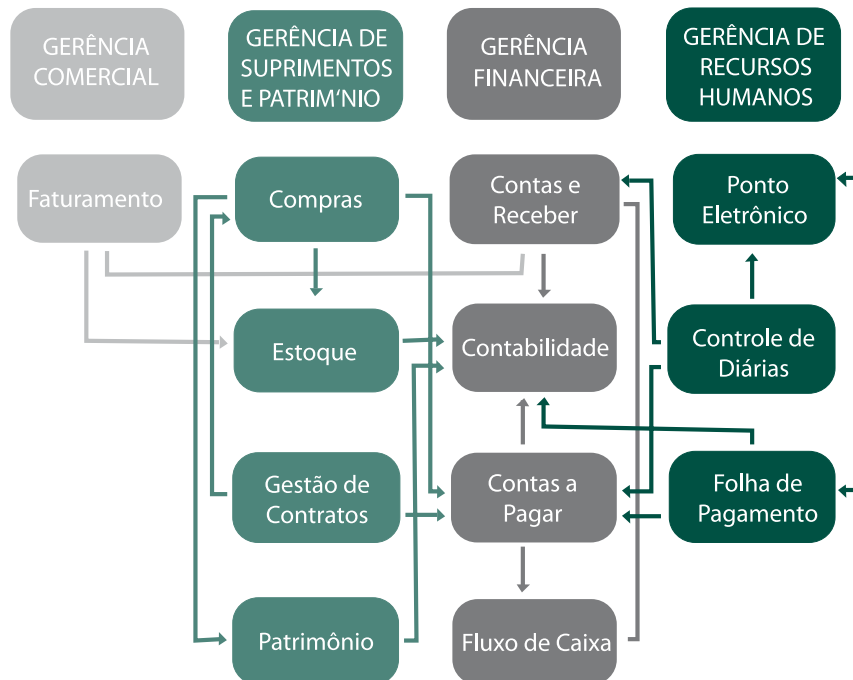 GERÊNCIA
COMERCIAL
GERÊNCIA DE
SUPRIMENTOS
E PATRIM'NIO
GERÊNCIA
FINANCEIRA
GERÊNCIA DE
RECURSOS
HUMANOS
Faturamento
Compras
Contas e
Receber
Ponto
Eletrônico
Estoque
Contabilidade
Controle de
Diárias
Gestão de
Contratos
Contas a
Pagar
Folha de
Pagamento
Patrimônio
Fluxo de Caixa